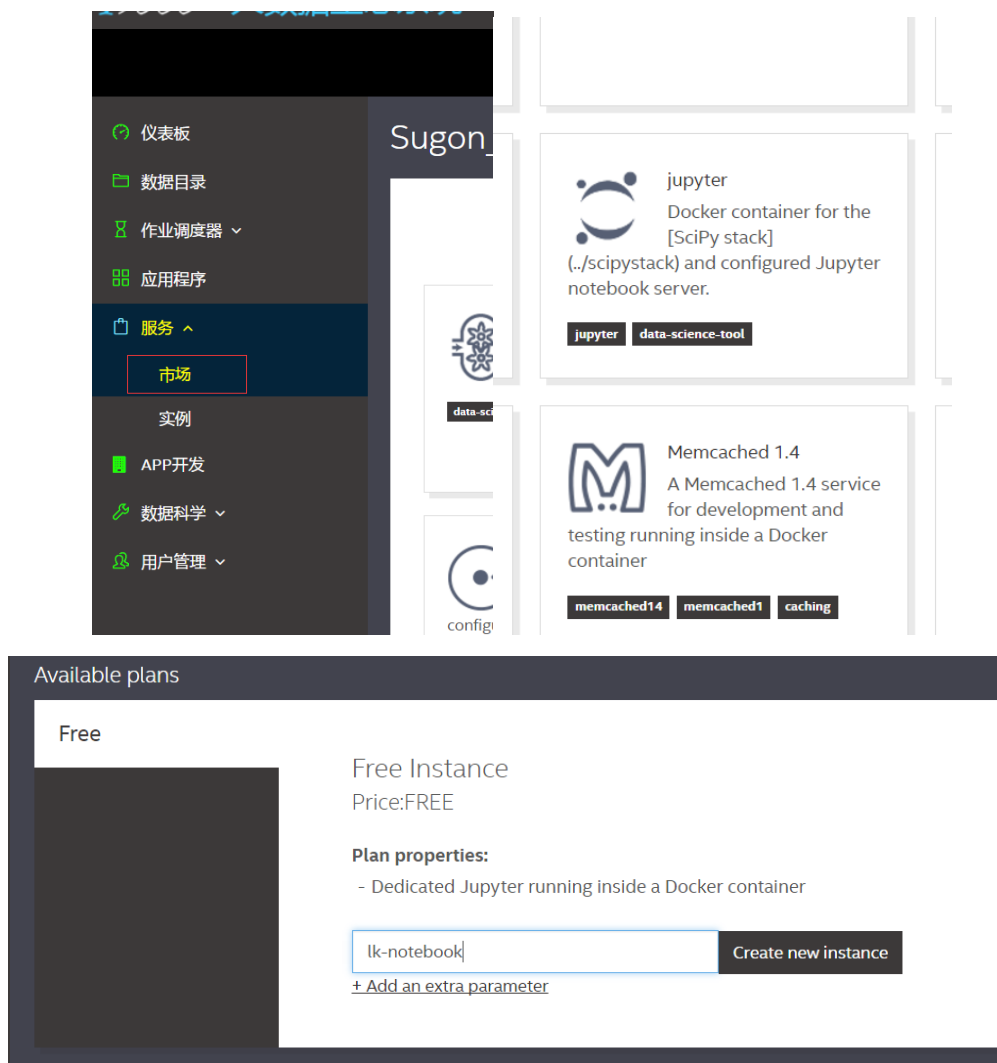 仪表板
数据目录
作业调度器
应用程序
服务
市场
实例
APP开发
数据科学
用户管理
Sugon_
data-sci
config
jupyter
Docker container for the
[SciPy stack]
(../scipystack) and configured Jupyter
notebook server.
jupyter data-science-tool
Memcached 1.4
A Memcached 1.4 service
for development and
testing running inside a Docker
container
memcached14 memcached1 caching
Available plans
Free
Free Instance
Price:FREE
Plan properties:
- Dedicated Jupyter running inside a Docker container
lk-notebook Create new instance
+ Add an extra parameter